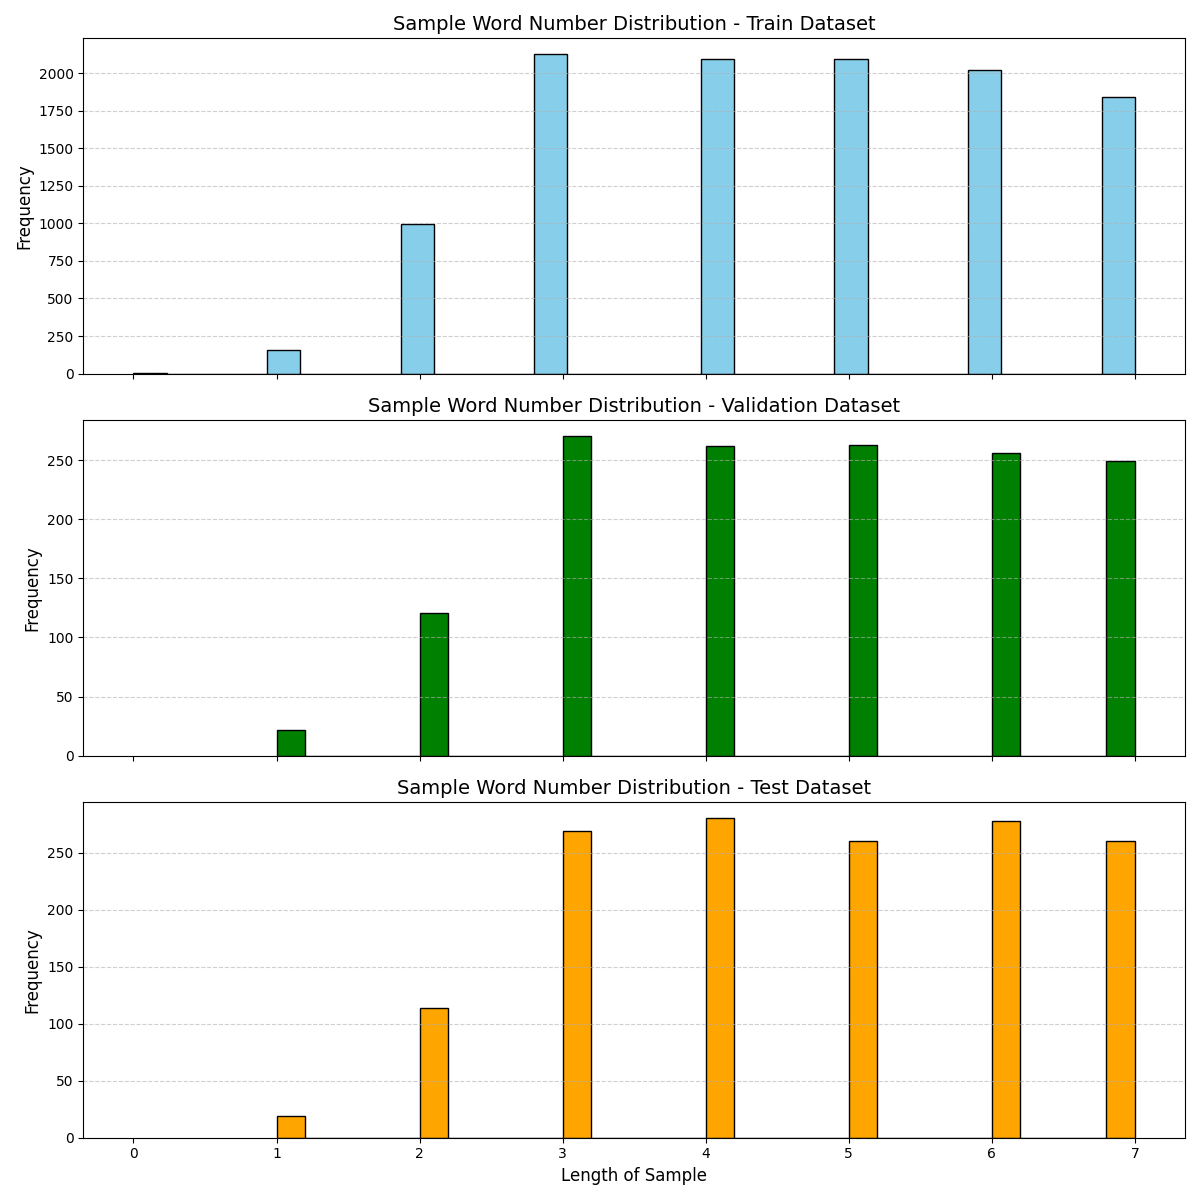 Sample Word Number Distribution - Train Dataset
Frequency
2000
1750
1500
1250
1000
750
500
250
0
Sample Word Number Distribution - Validation Dataset
Frequency
250
200
150
100
50
0
Sample Word Number Distribution - Test Dataset
Frequency
250
200
150
100
50
0
0 1 2 3 4 5 6 7
Length of Sample